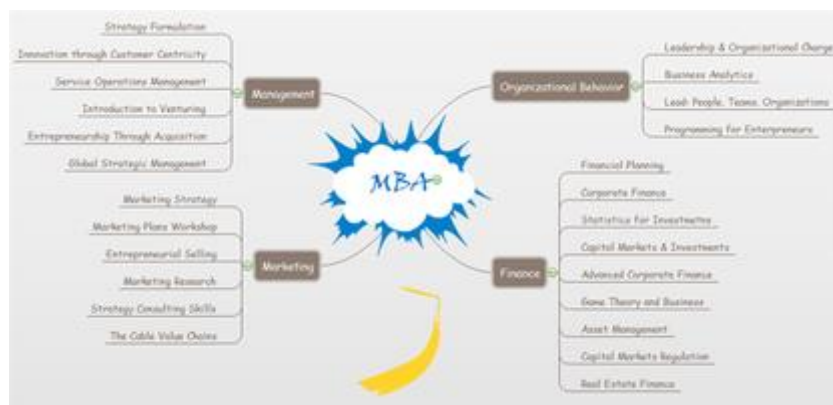 MBA
Management
Strategy Formulation
Innovation through Customer Centricity
Service Operations Management
Introduction to Venturing
Entrepreneurship Through Acquisition
Global Strategic Management
Marketing
Marketing Strategy
Marketing Plans Workshop
Entrepreneurial Selling
Marketing Research
Strategy Consulting Skills
The Cable Value Chains
Organizational Behavior
Leadership & Organizational Change
Business Analytics
Lead: People, Teams, Organizations
Programming for Enterpreneurs
Finance
Financial Planning
Corporate Finance
Statistics for Investmetns
Capital Markets & Investments
Advanced Corporate Finance
Game Theory and Business
Asset Management
Capital Markets Regulation
Real Estate Finance